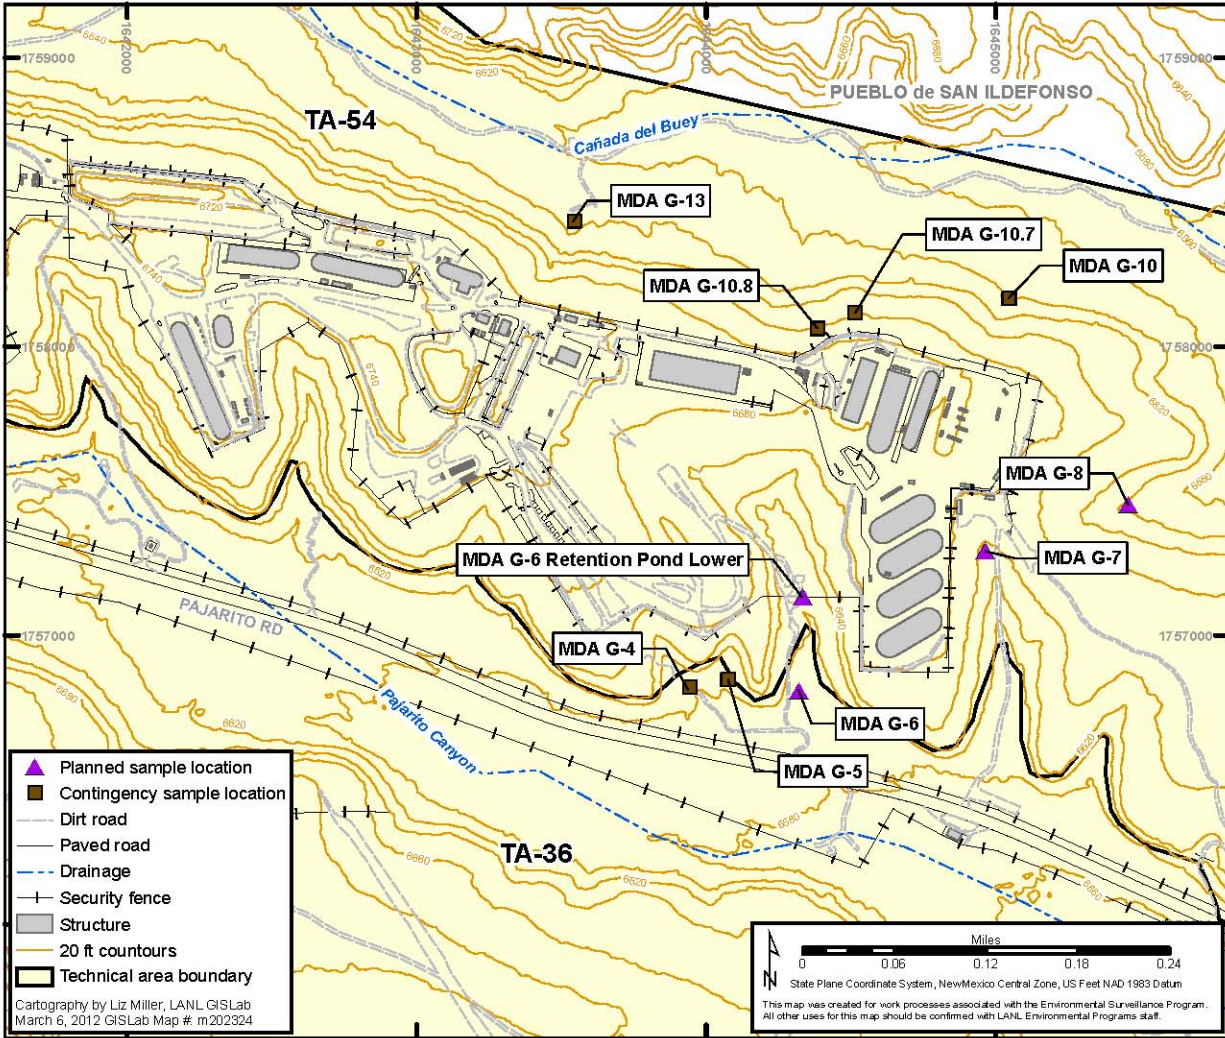 6640
1642000
1643000
6720
1644000
6660
6680
1645000
1759000
6620
1759000
PUEBLO de SAN ILDEFONSO
6640
TA-54
Cañada del Buey
6680
MDA G-13
6720
MDA G-10.7
6580
MDA G-10
6740
MDA G-10.8
1758000
1758000
6740
6620
6680
MDA G-8
6560
MDA G-6 Retention Pond Lower
MDA G-7
6620
PAJARITO RD
6640
1757000
1757000
MDA G-4
6680
6620
Pajarito Canyon
MDA G-6
6620
MDA G-5
Planned sample location
Contingency sample location
Dirt road
Paved road
Drainage
Security fence
Structure
20 ft countours
Technical area boundary
Cartography by Liz Miller, LANL GISLab
March 6, 2012 GISLab Map #: m202324
6680
TA-36
6660
6620
6660
N
Miles
0 0.06 0.12 0.18 0.24
State Plane Coordinate System, NewMexico Central Zone, US Feet NAD 1983 Datum
This map was created for work processes associated with the Environmental Surveillance Program.
All other uses for this map should be confirmed with LANL Environmental Programs staff.